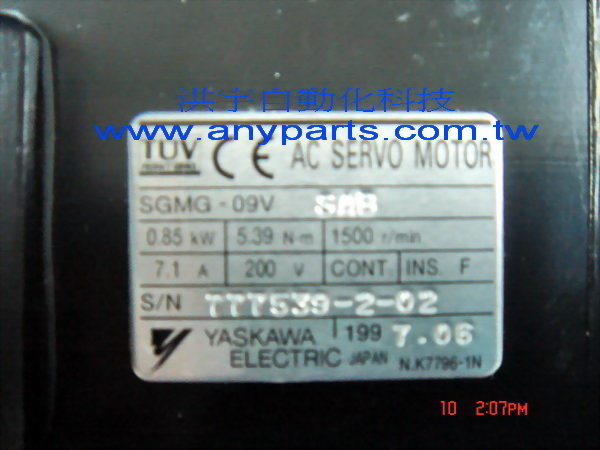 洪宇自動化科技
www.anyparts.com.tw
TÜV CE AC SERVO MOTOR
SGMG - 09V SAB
0.85 kW 5.39 N·m 1500 r/min
7.1 A 200 V CONT. INS. F
S/N 777539-2-02
YASKAWA 199 7.06
ELECTRIC JAPAN N.K7796-1N
10 2:07PM